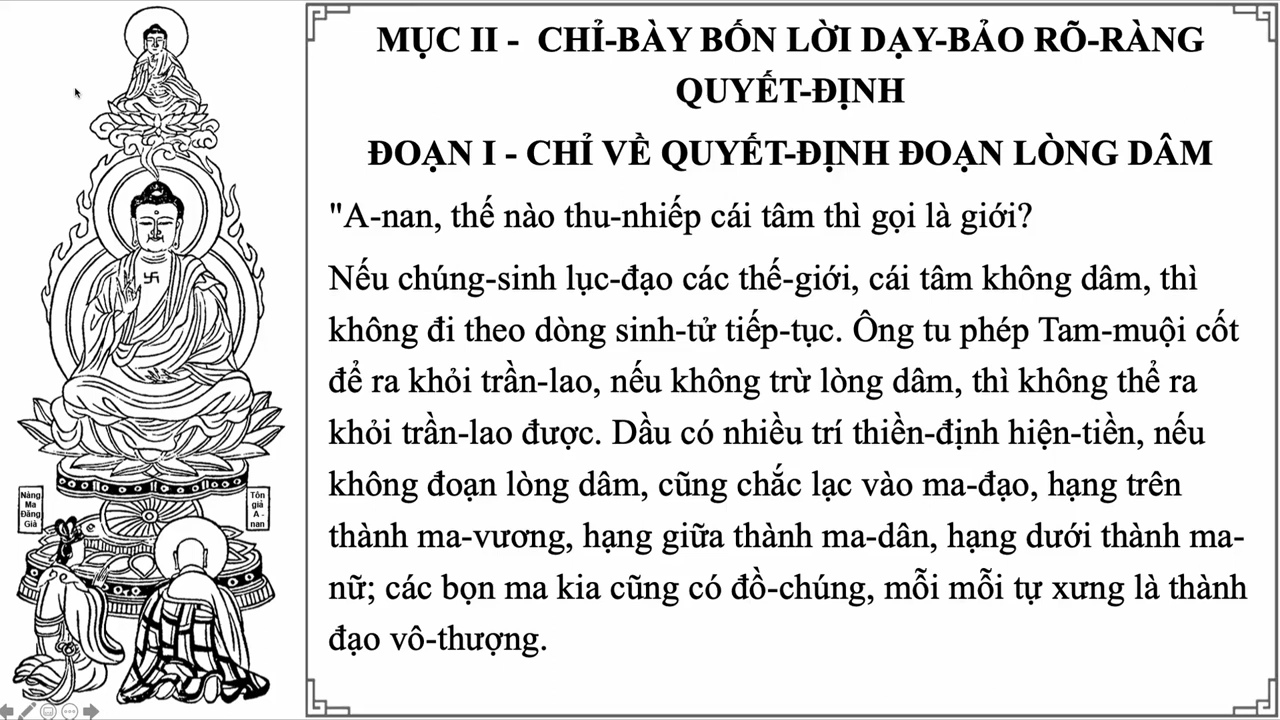 MỤC II - CHỈ-BÀY BỐN LỜI DẠY-BẢO RÕ-RÀNG
QUYẾT-ĐỊNH
ĐOẠN I - CHỈ VỀ QUYẾT-ĐỊNH ĐOẠN LÒNG DÂM
"A-nan, thế nào thu-nhiếp cái tâm thì gọi là giới?
Nếu chúng-sinh lục-đạo các thế-giới, cái tâm không dâm, thì
không đi theo dòng sinh-tử tiếp-tục. Ông tu phép Tam-muội cốt
để ra khỏi trần-lao, nếu không trừ lòng dâm, thì không thể ra
khỏi trần-lao được. Dầu có nhiều trí thiền-định hiện-tiền, nếu
không đoạn lòng dâm, cũng chắc lạc vào ma-đạo, hạng trên
thành ma-vương, hạng giữa thành ma-dân, hạng dưới thành ma-
nữ; các bọn ma kia cũng có đồ-chúng, mỗi mỗi tự xưng là thành
đạo vô-thượng.
Nàng
Ma
Đăng
Già
Tôn
giả
A -
nan